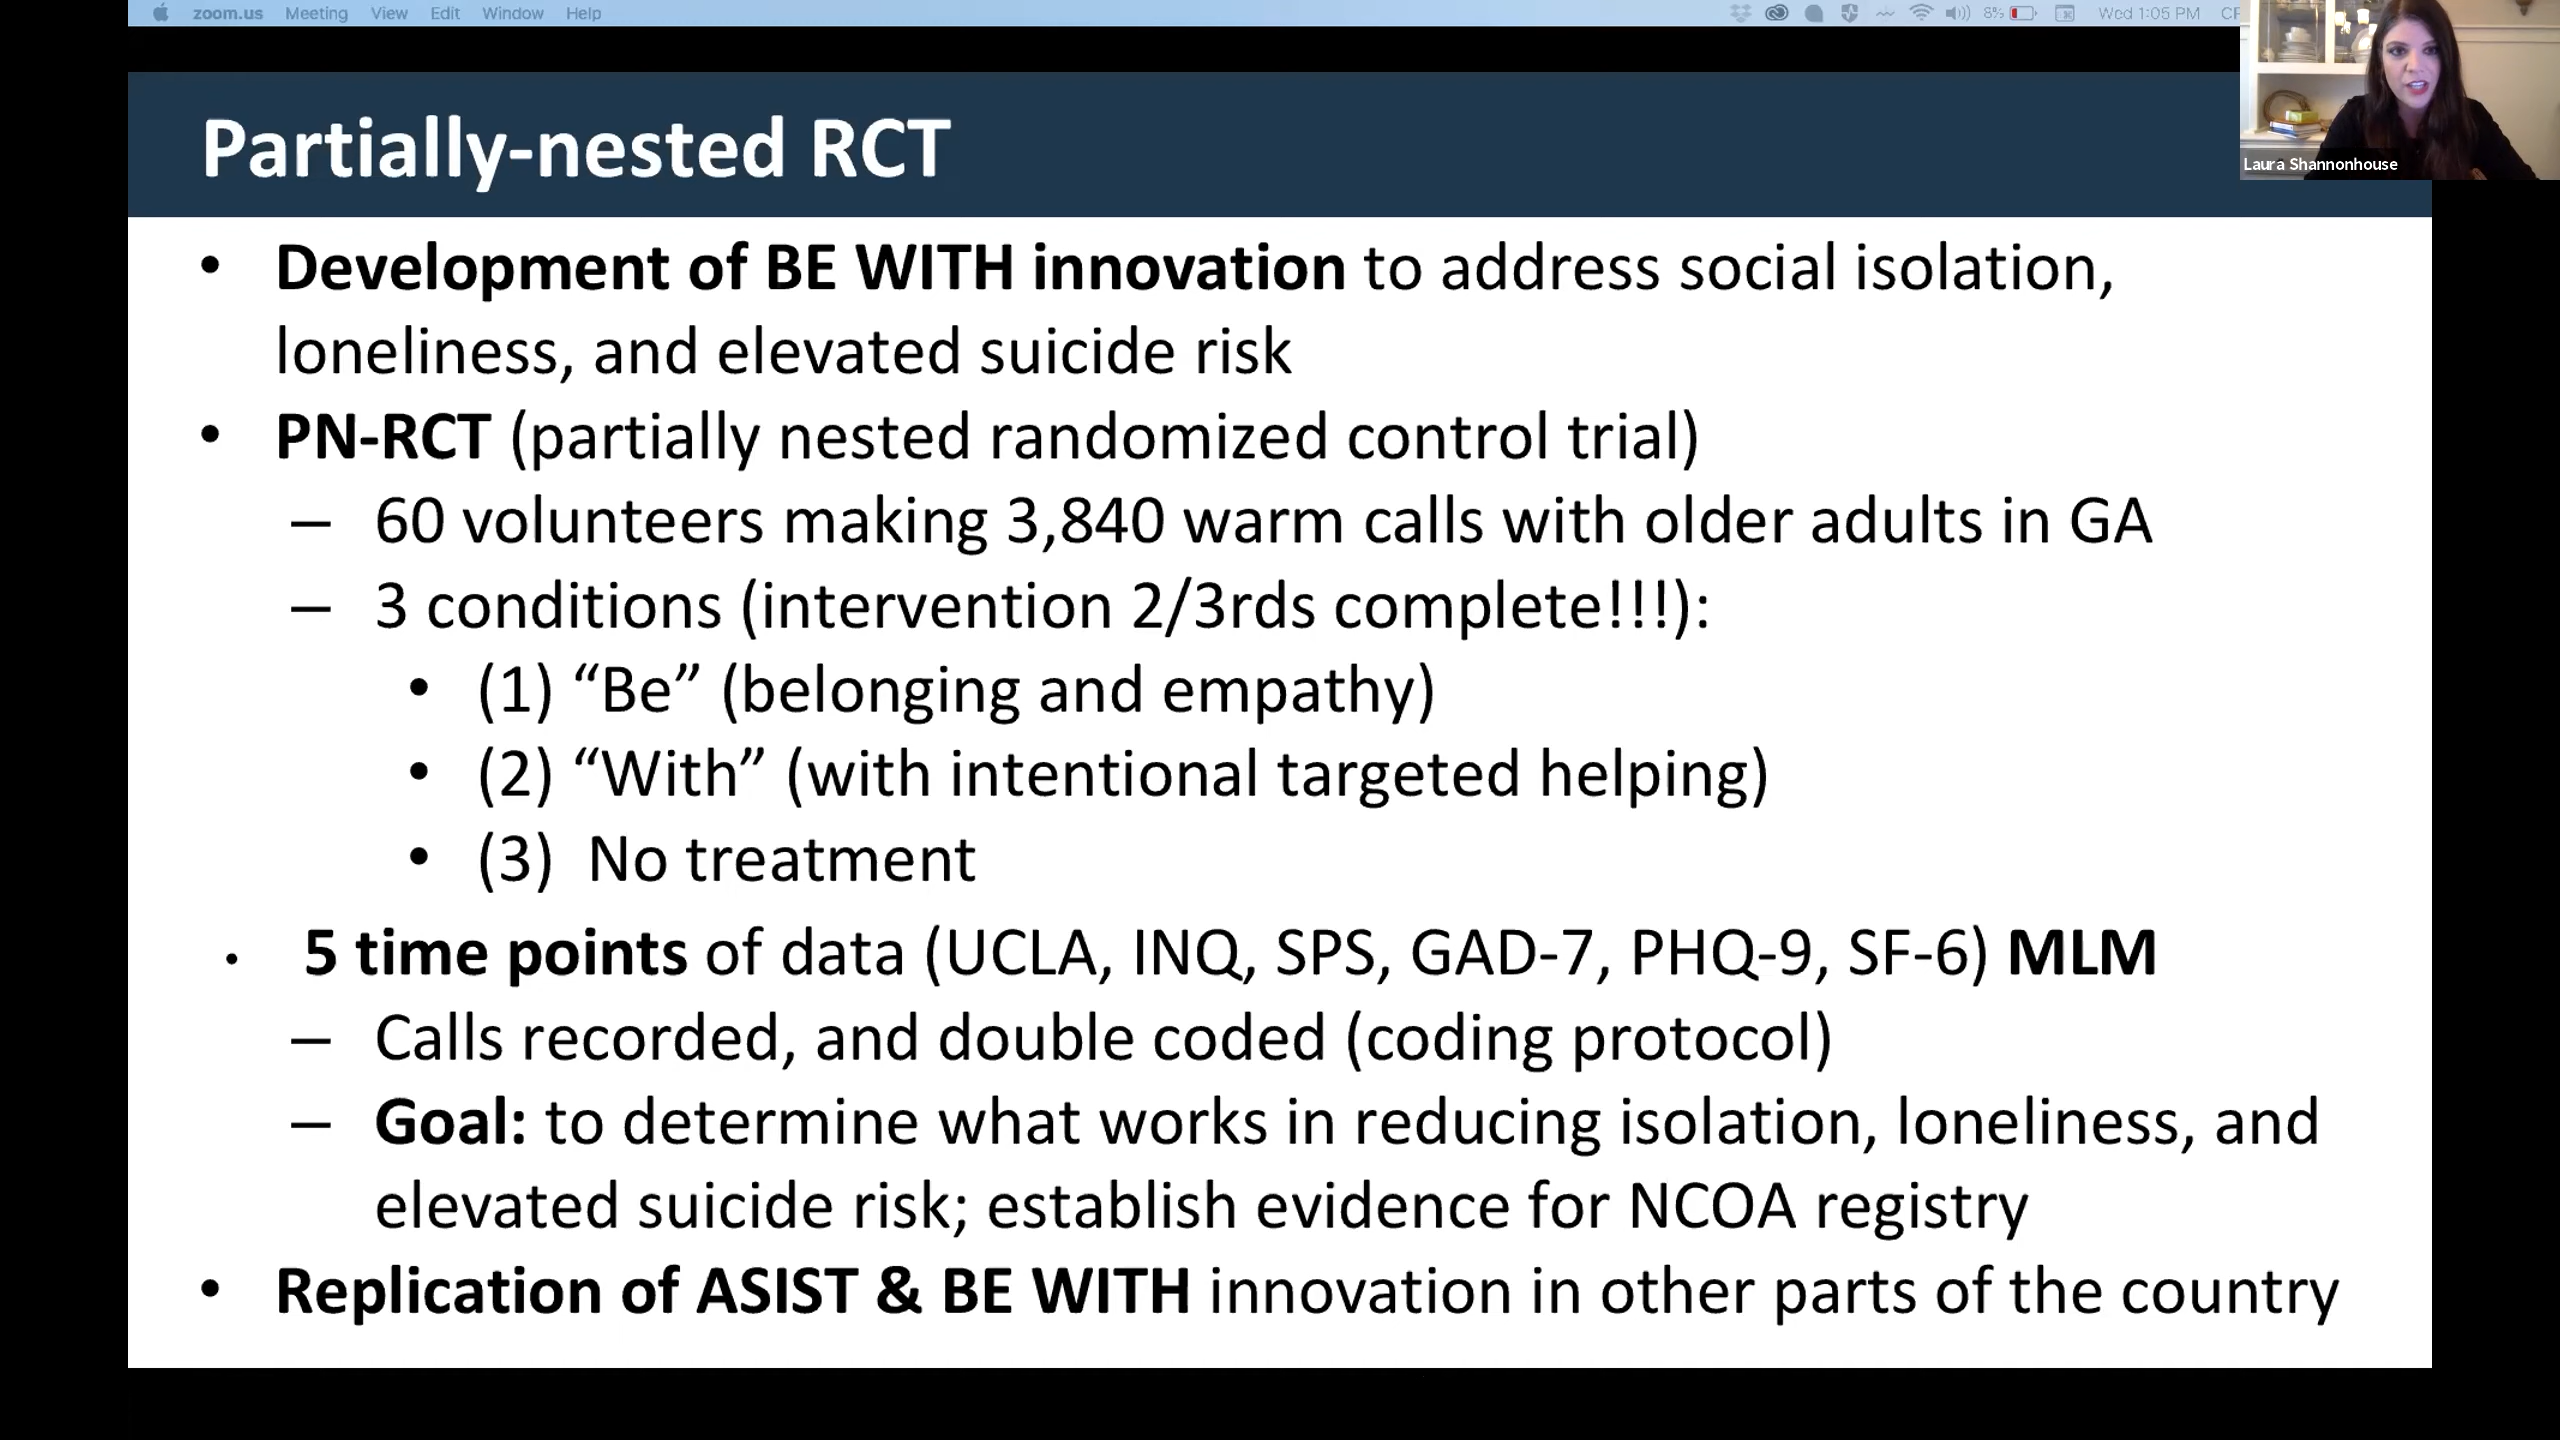 zoom.us Meeting View Edit Window Help 8% Wed 1:05 PM
Laura Shannonhouse
Partially-nested RCT
• Development of BE WITH innovation to address social isolation,
loneliness, and elevated suicide risk
• PN-RCT (partially nested randomized control trial)
– 60 volunteers making 3,840 warm calls with older adults in GA
– 3 conditions (intervention 2/3rds complete!!!):
• (1) “Be” (belonging and empathy)
• (2) “With” (with intentional targeted helping)
• (3) No treatment
• 5 time points of data (UCLA, INQ, SPS, GAD-7, PHQ-9, SF-6) MLM
– Calls recorded, and double coded (coding protocol)
– Goal: to determine what works in reducing isolation, loneliness, and
elevated suicide risk; establish evidence for NCOA registry
• Replication of ASIST & BE WITH innovation in other parts of the country